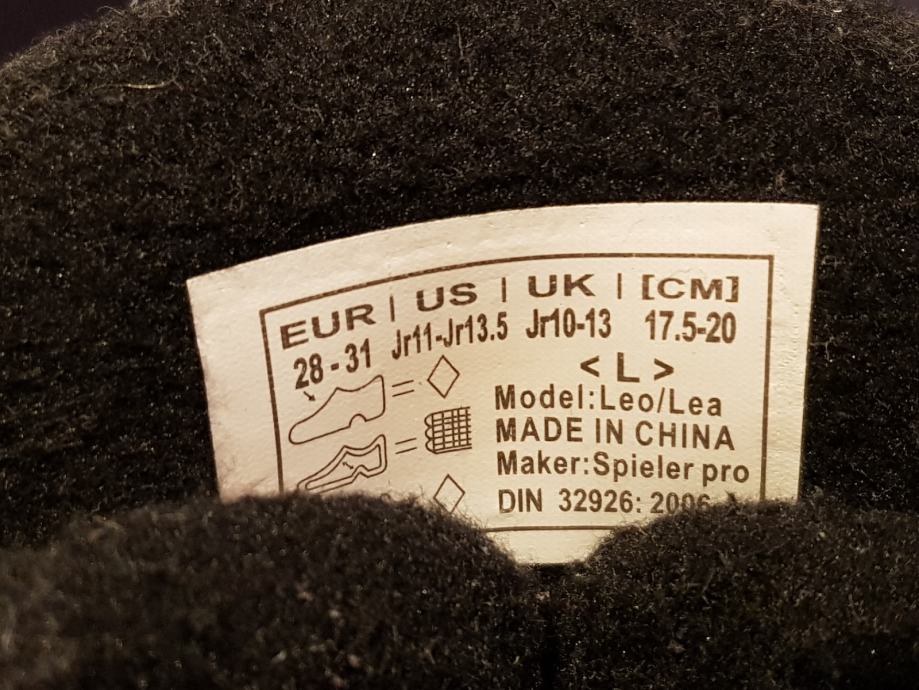 EUR | US | UK | [CM]
28 - 31 Jr11-Jr13.5 Jr10-13 17.5-20
< L >
Model:Leo/Lea
MADE IN CHINA
Maker:Spieler pro
DIN 32926: 2006